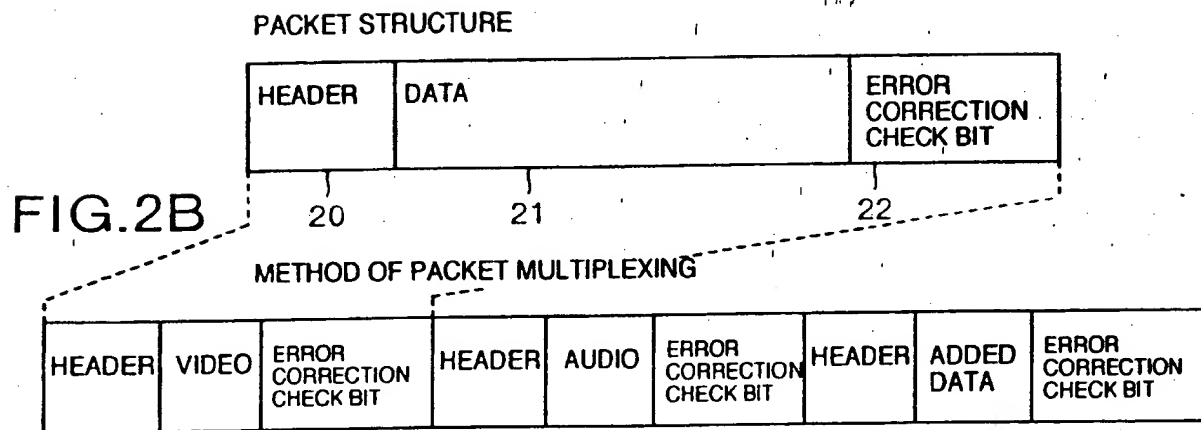 PACKET STRUCTURE
HEADER
DATA
ERROR
CORRECTION
CHECK BIT
FIG.2B
20
21
22
METHOD OF PACKET MULTIPLEXING
HEADER
VIDEO
ERROR
CORRECTION
CHECK BIT
HEADER
AUDIO
ERROR
CORRECTION
CHECK BIT
HEADER
ADDED
DATA
ERROR
CORRECTION
CHECK BIT